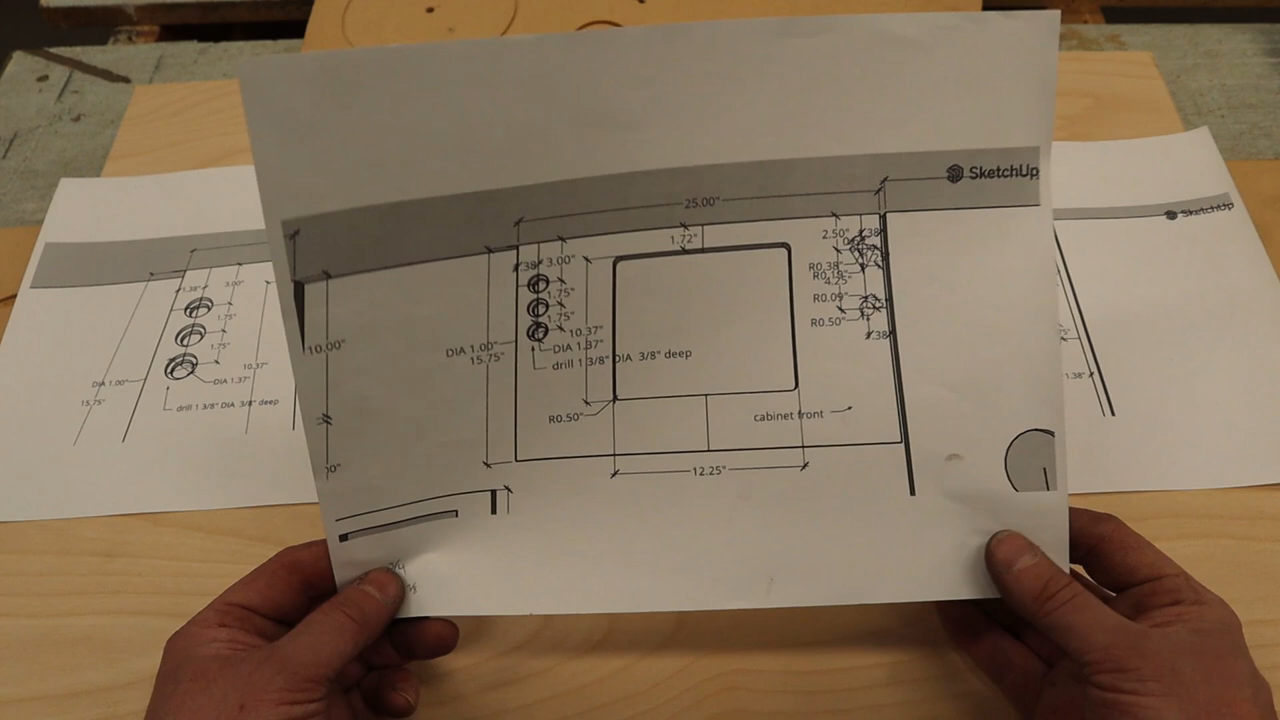 SketchUp
25.00"
1.72"
2.50"
.38"
3.00"
1.75"
1.75"
DIA 1.37"
DIA 1.00"
15.75"
10.37"
drill 1 3/8" DIA 3/8" deep
R0.50"
12.25"
cabinet front
R0.38"
4.25"
R0.09"
R0.50"
10.00"
SketchUp
1.38"
3.00"
1.75"
1.75"
10.37"
DIA 1.00"
DIA 1.37"
15.75"
drill 1 3/8" DIA 3/8" deep
1.38"